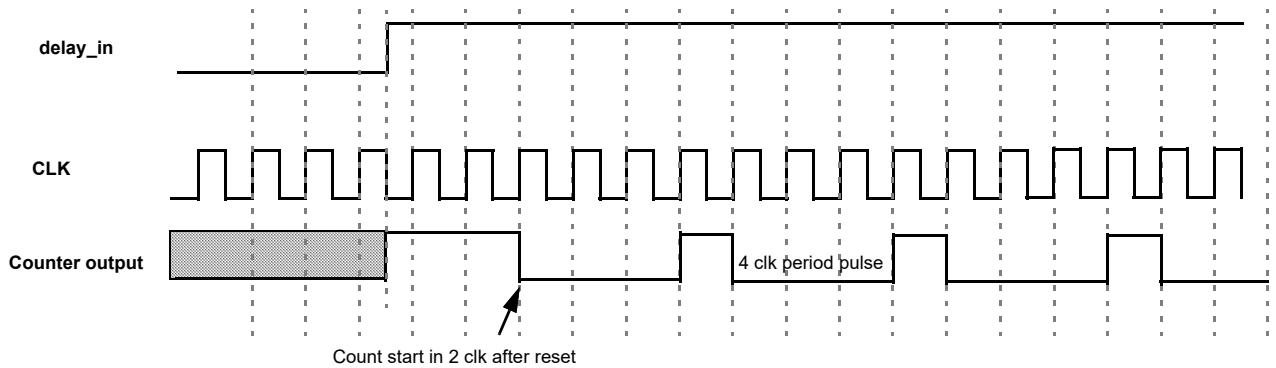 delay_in
CLK
Counter output
4 clk period pulse
Count start in 2 clk after reset